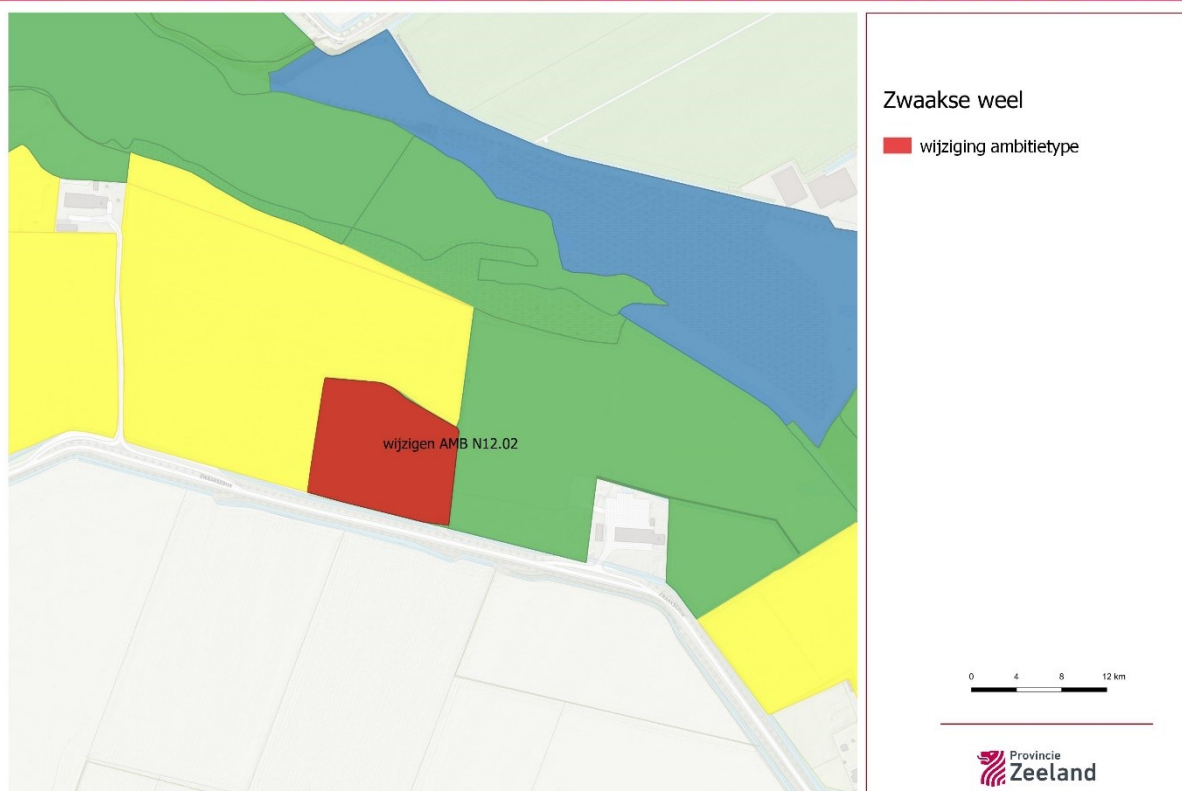 Zwaakse weel
wijziging ambitietype
wijzigen AMB N12.02
0 4 8 12 km
Provincie
Zeeland